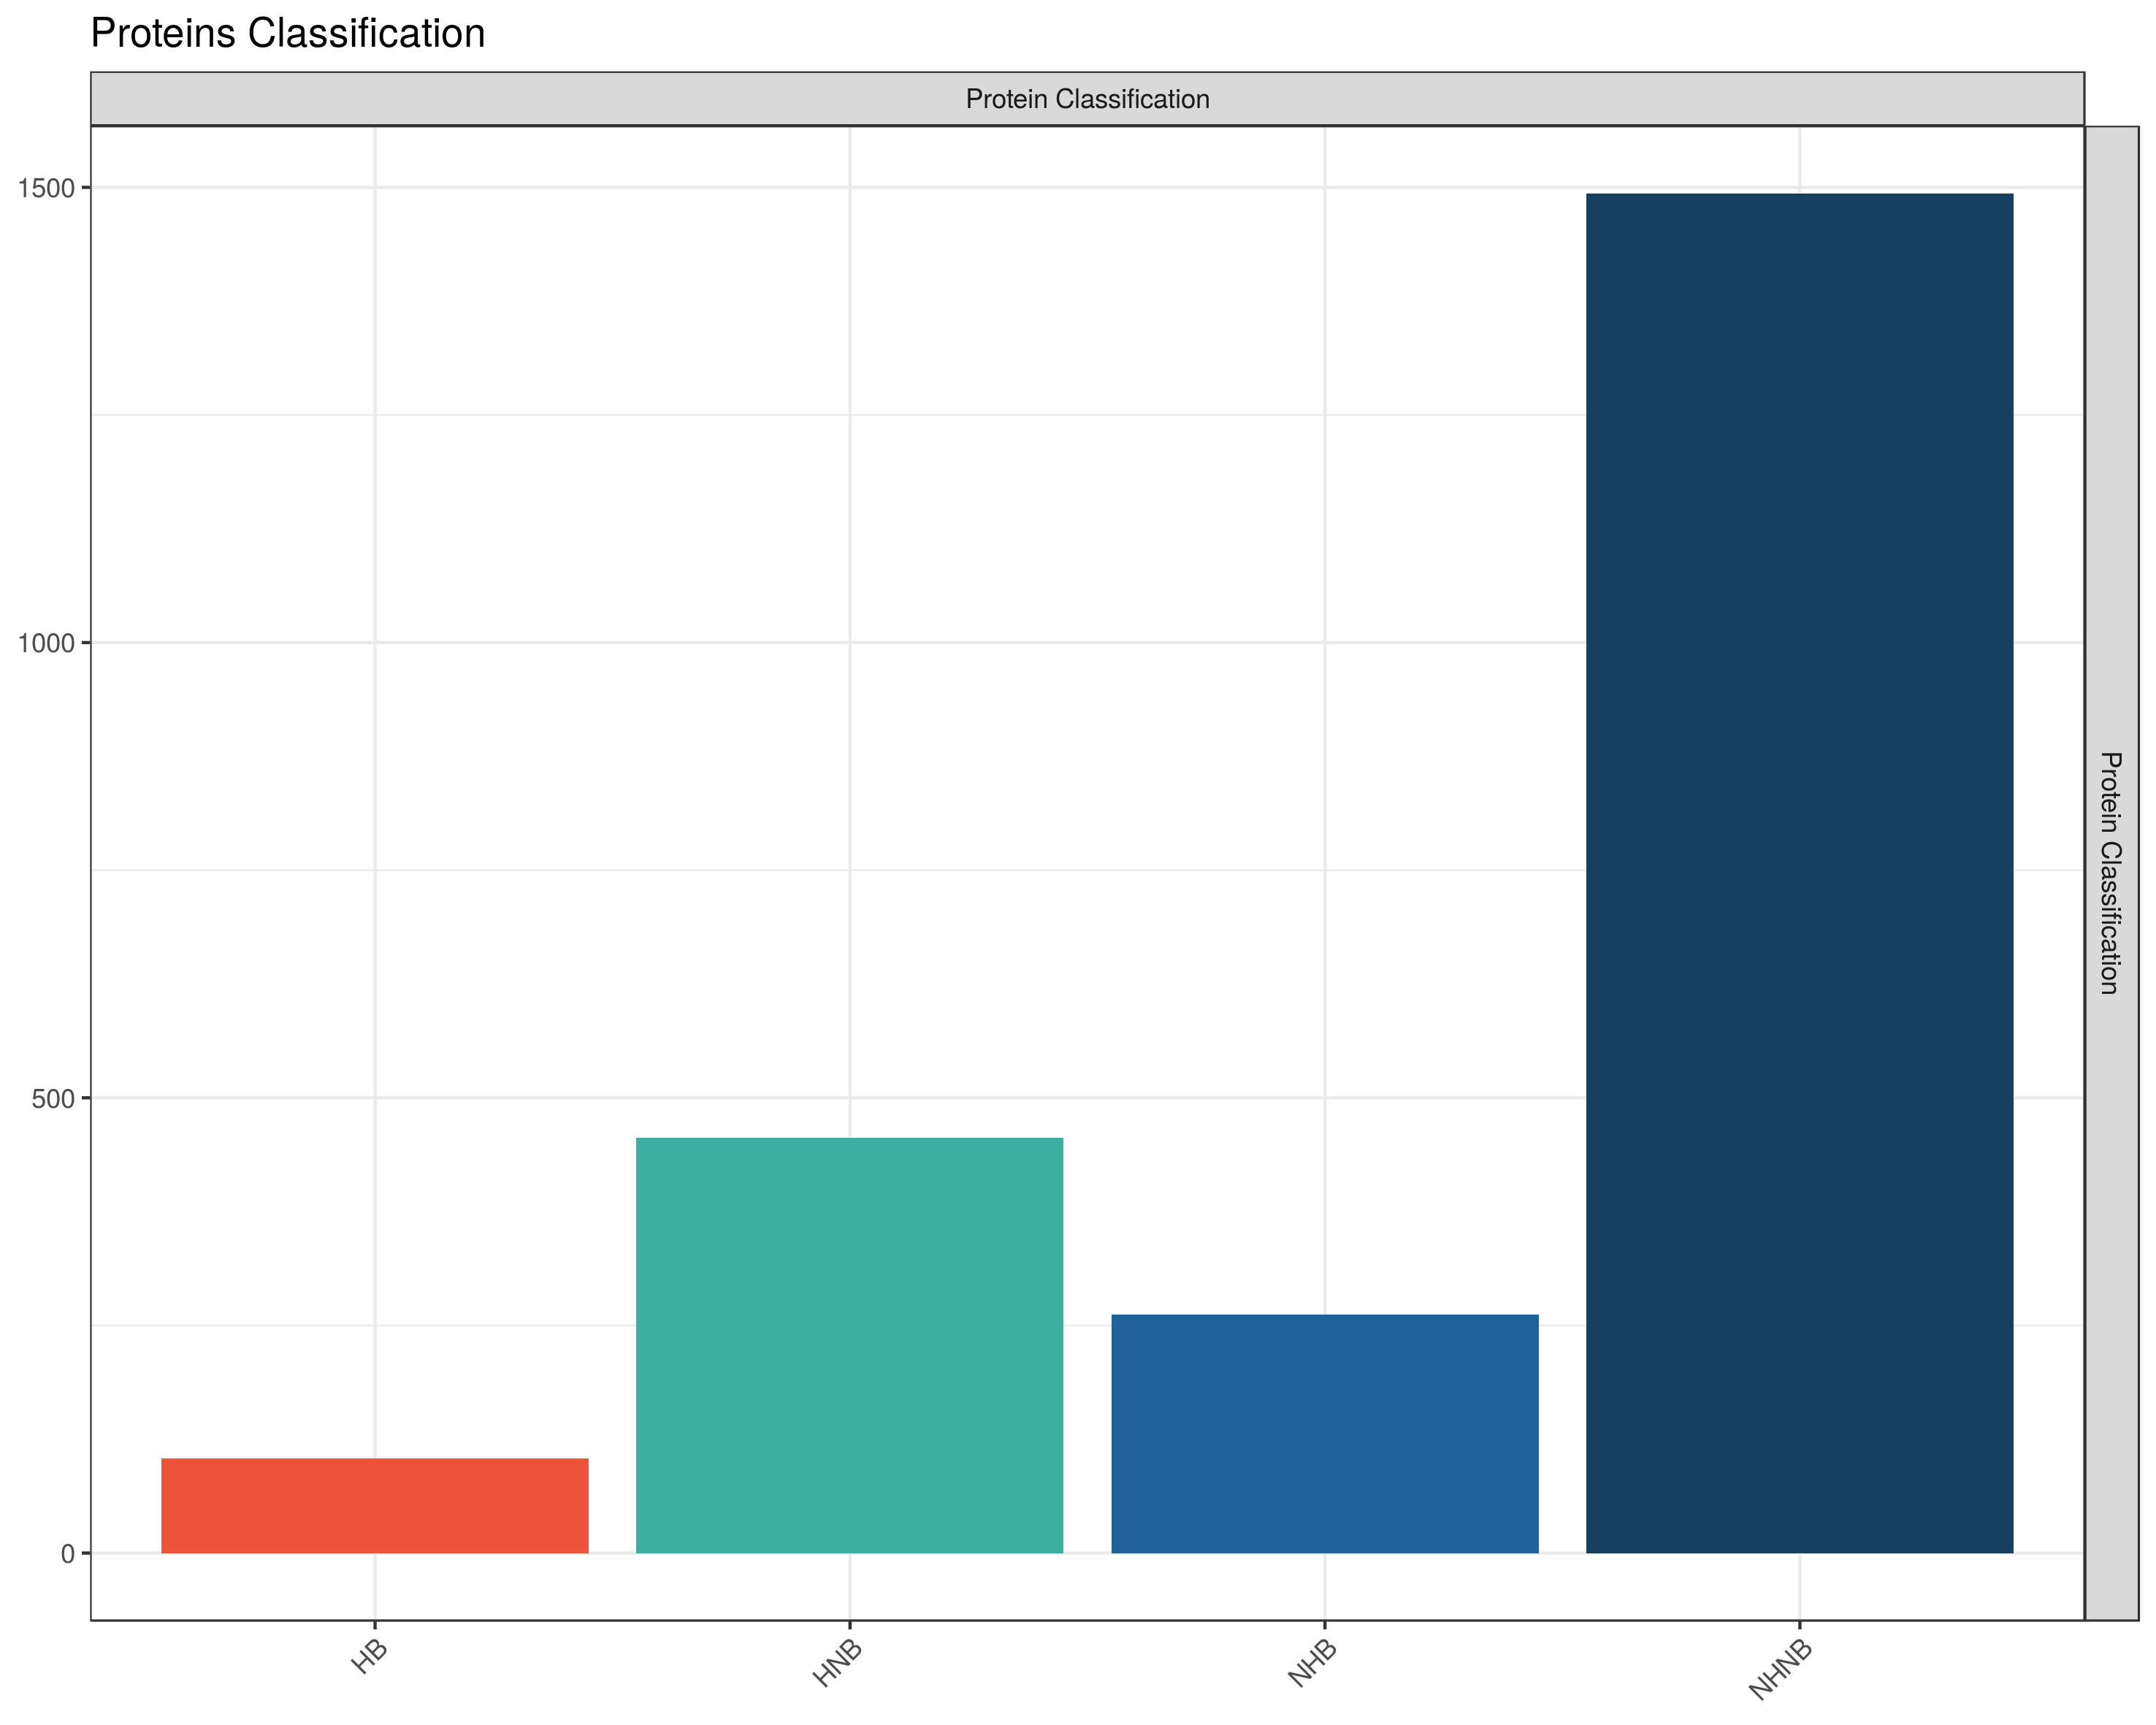 Proteins Classification
Protein Classification
1500
1000
500
0
Protein Classification
HB
HNB
NHB
NHNB